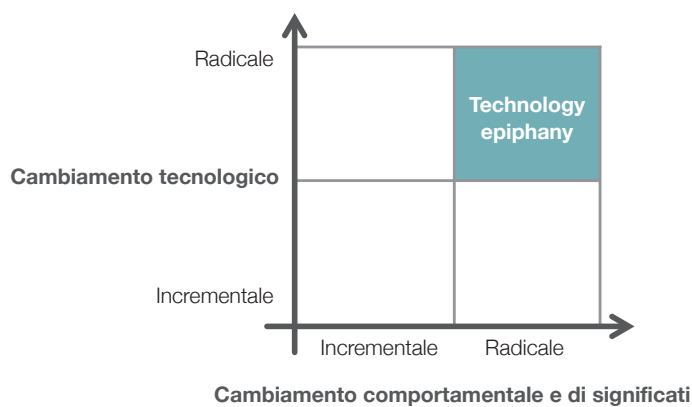 Radicale
Technology
epiphany
Cambiamento tecnologico
Incrementale
Incrementale Radicale
Cambiamento comportamentale e di significati